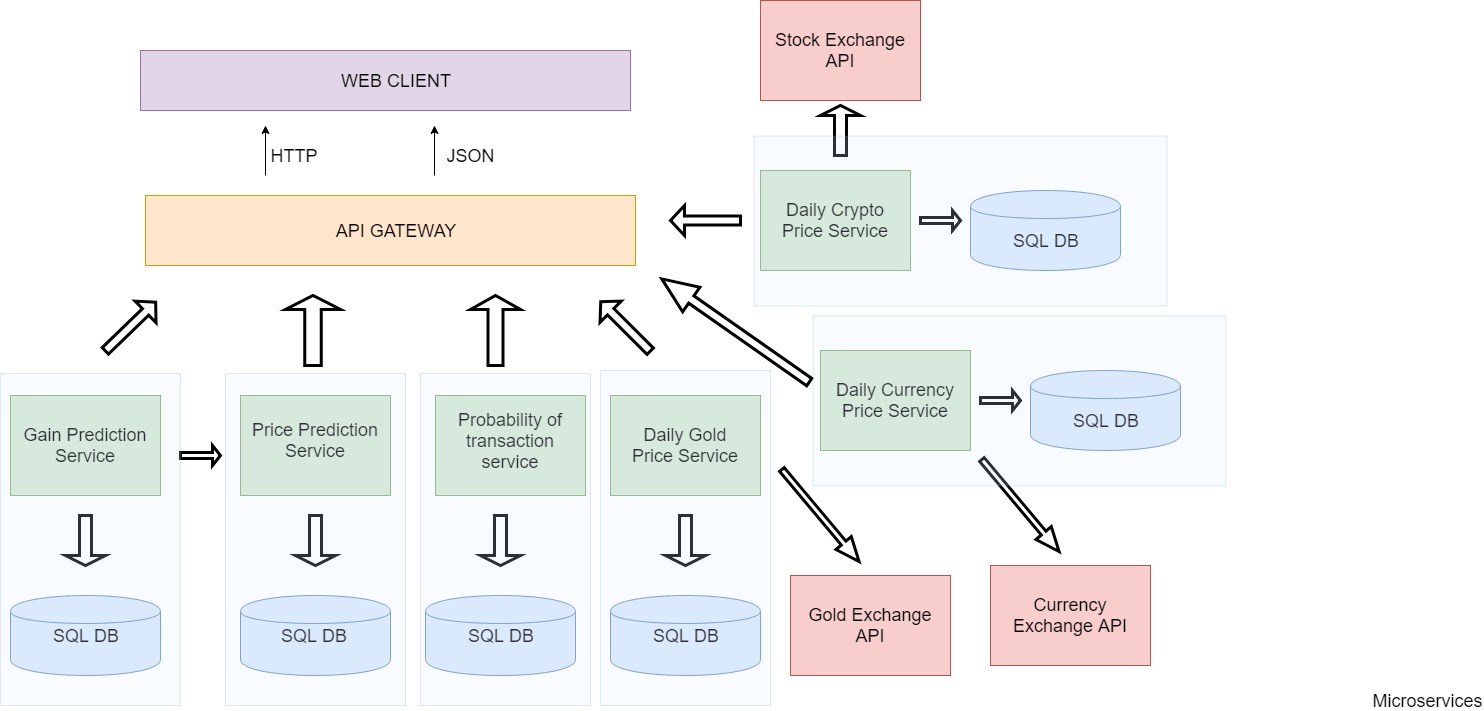 Stock Exchange
API
WEB CLIENT
HTTP
JSON
API GATEWAY
Daily Crypto
Price Service
SQL DB
Daily Currency
Price Service
SQL DB
Gain Prediction
Service
Price Prediction
Service
Probability of
transaction
service
Daily Gold
Price Service
SQL DB
SQL DB
SQL DB
SQL DB
Gold Exchange
API
Currency
Exchange API
Microservices